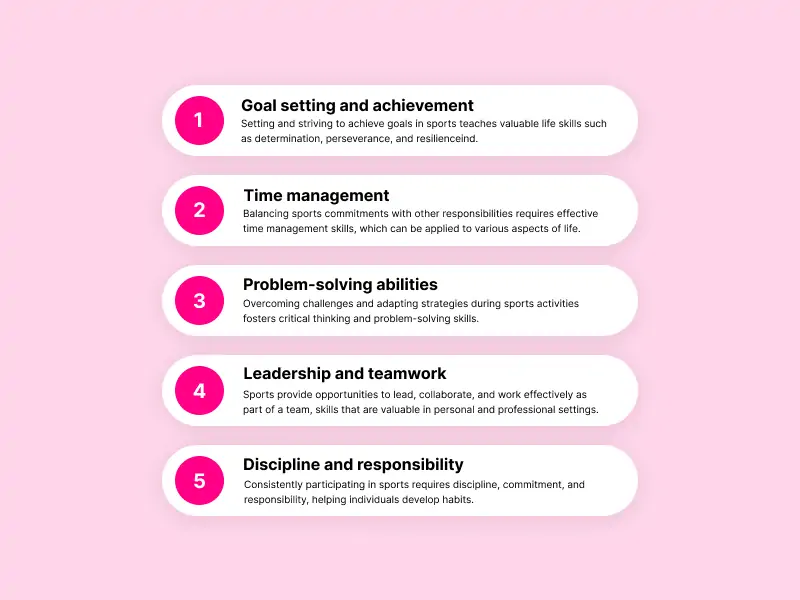 1
Goal setting and achievement
Setting and striving to achieve goals in sports teaches valuable life skills such
as determination, perseverance, and resilienceind.
2
Time management
Balancing sports commitments with other responsibilities requires effective
time management skills, which can be applied to various aspects of life.
3
Problem-solving abilities
Overcoming challenges and adapting strategies during sports activities
fosters critical thinking and problem-solving skills.
4
Leadership and teamwork
Sports provide opportunities to lead, collaborate, and work effectively as
part of a team, skills that are valuable in personal and professional settings.
5
Discipline and responsibility
Consistently participating in sports requires discipline, commitment, and
responsibility, helping individuals develop habits.